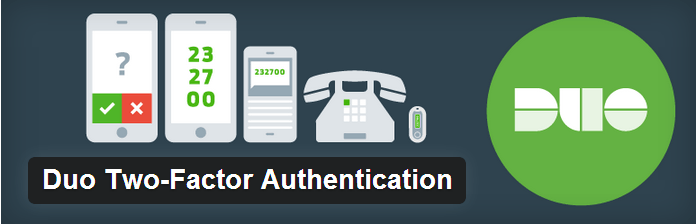 ?
23
27
00
232700
DUO
Duo Two-Factor Authentication